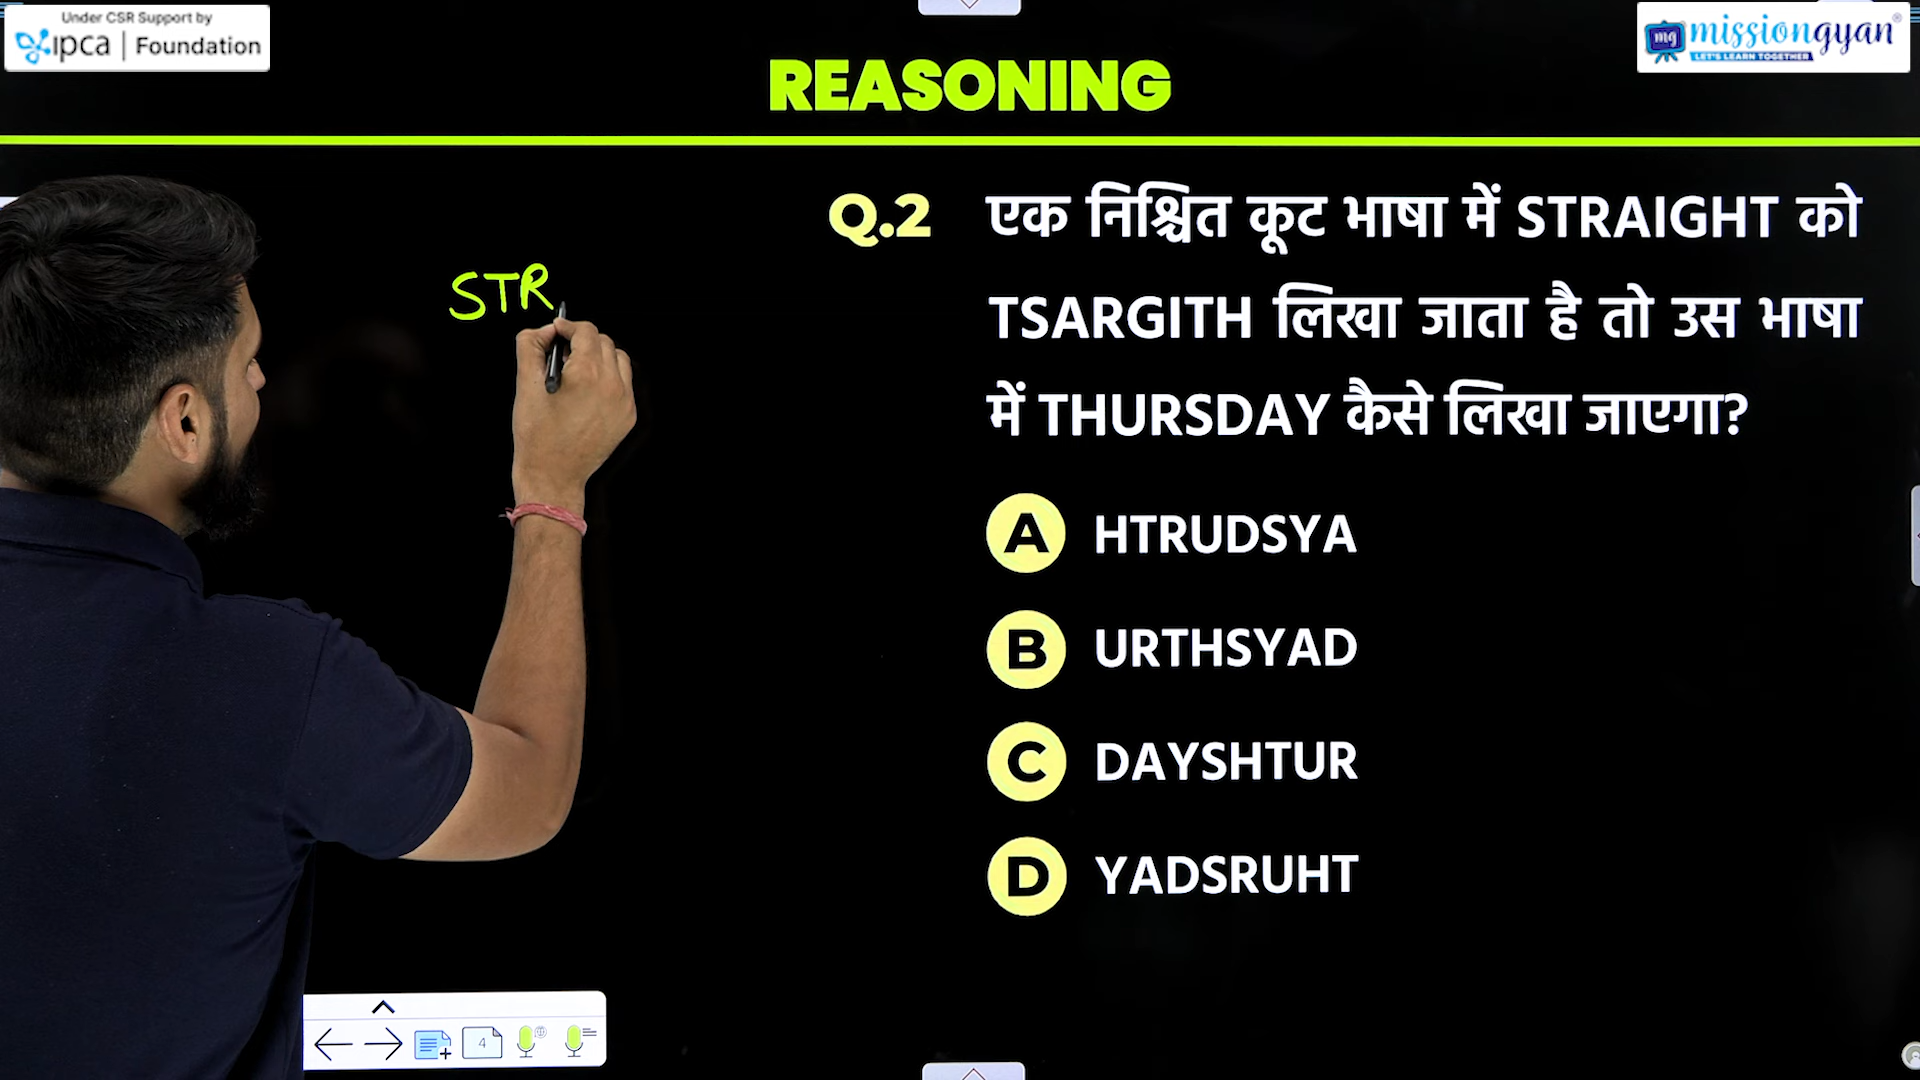 Under CSR Support by
ipca | Foundation
mg missiongyan®
LET'S LEARN TOGETHER
REASONING
STR
Q.2 एक निश्चित कूट भाषा में STRAIGHT को
TSARGITH लिखा जाता है तो उस भाषा
में THURSDAY कैसे लिखा जाएगा?
A HTRUDSYA
B URTHSYAD
C DAYSHTUR
D YADSRUHT
4